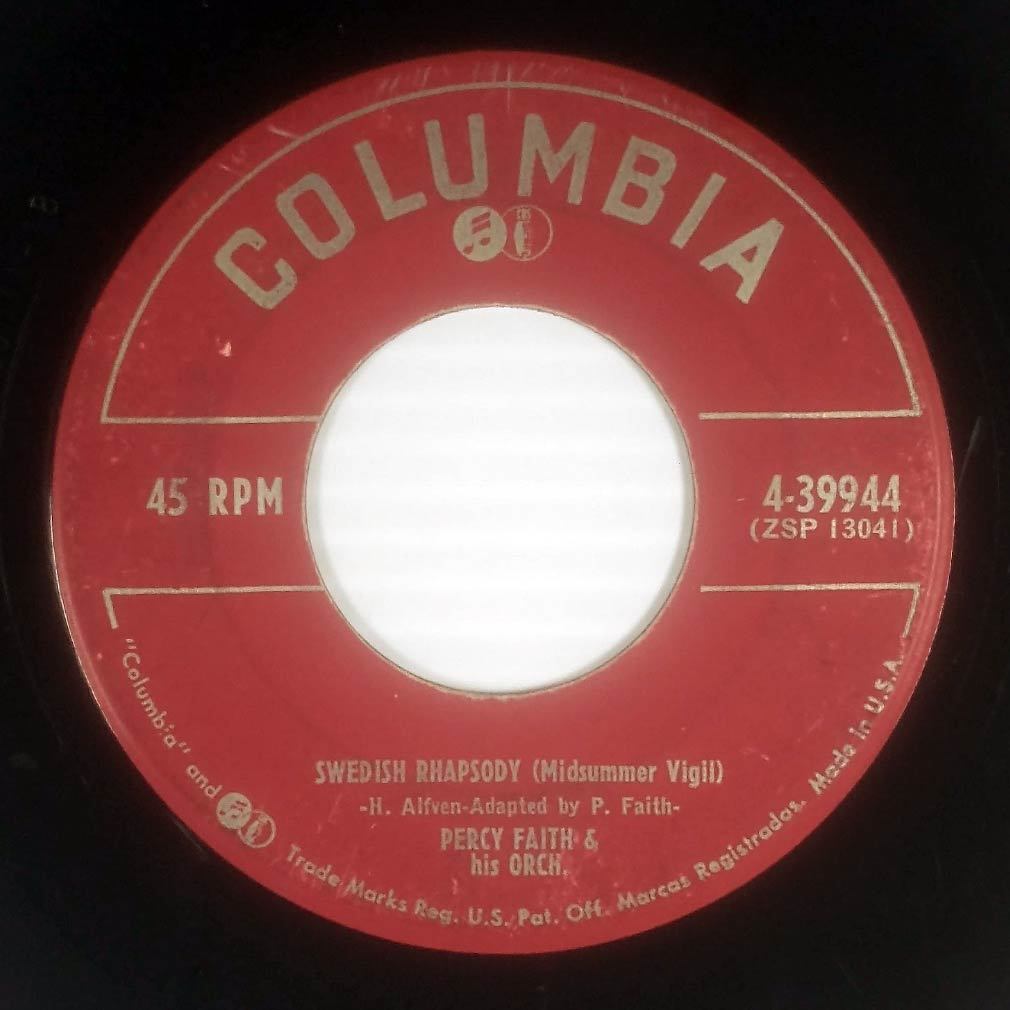 COLUMBIA
45 RPM
4-39944
(ZSP 13041)
SWEDISH RHAPSODY (Midsummer Vigil)
-H. Alfven-Adapted by P. Faith-
PERCY FAITH &
his ORCH.
"Columbia" and Trade Marks Reg. U.S. Pat. Off. Marcas Registradas. Made in U.S.A.